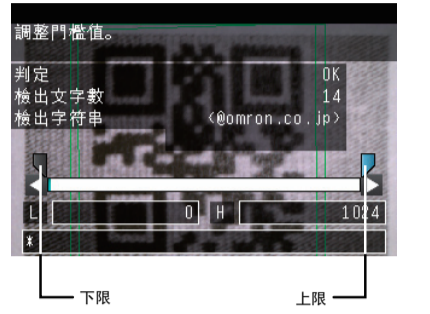 調整門檻值。
判定 OK
檢出文字數 14
檢出字符串 <@omron.co.jp>
L 0 H 1024
*
下限 上限